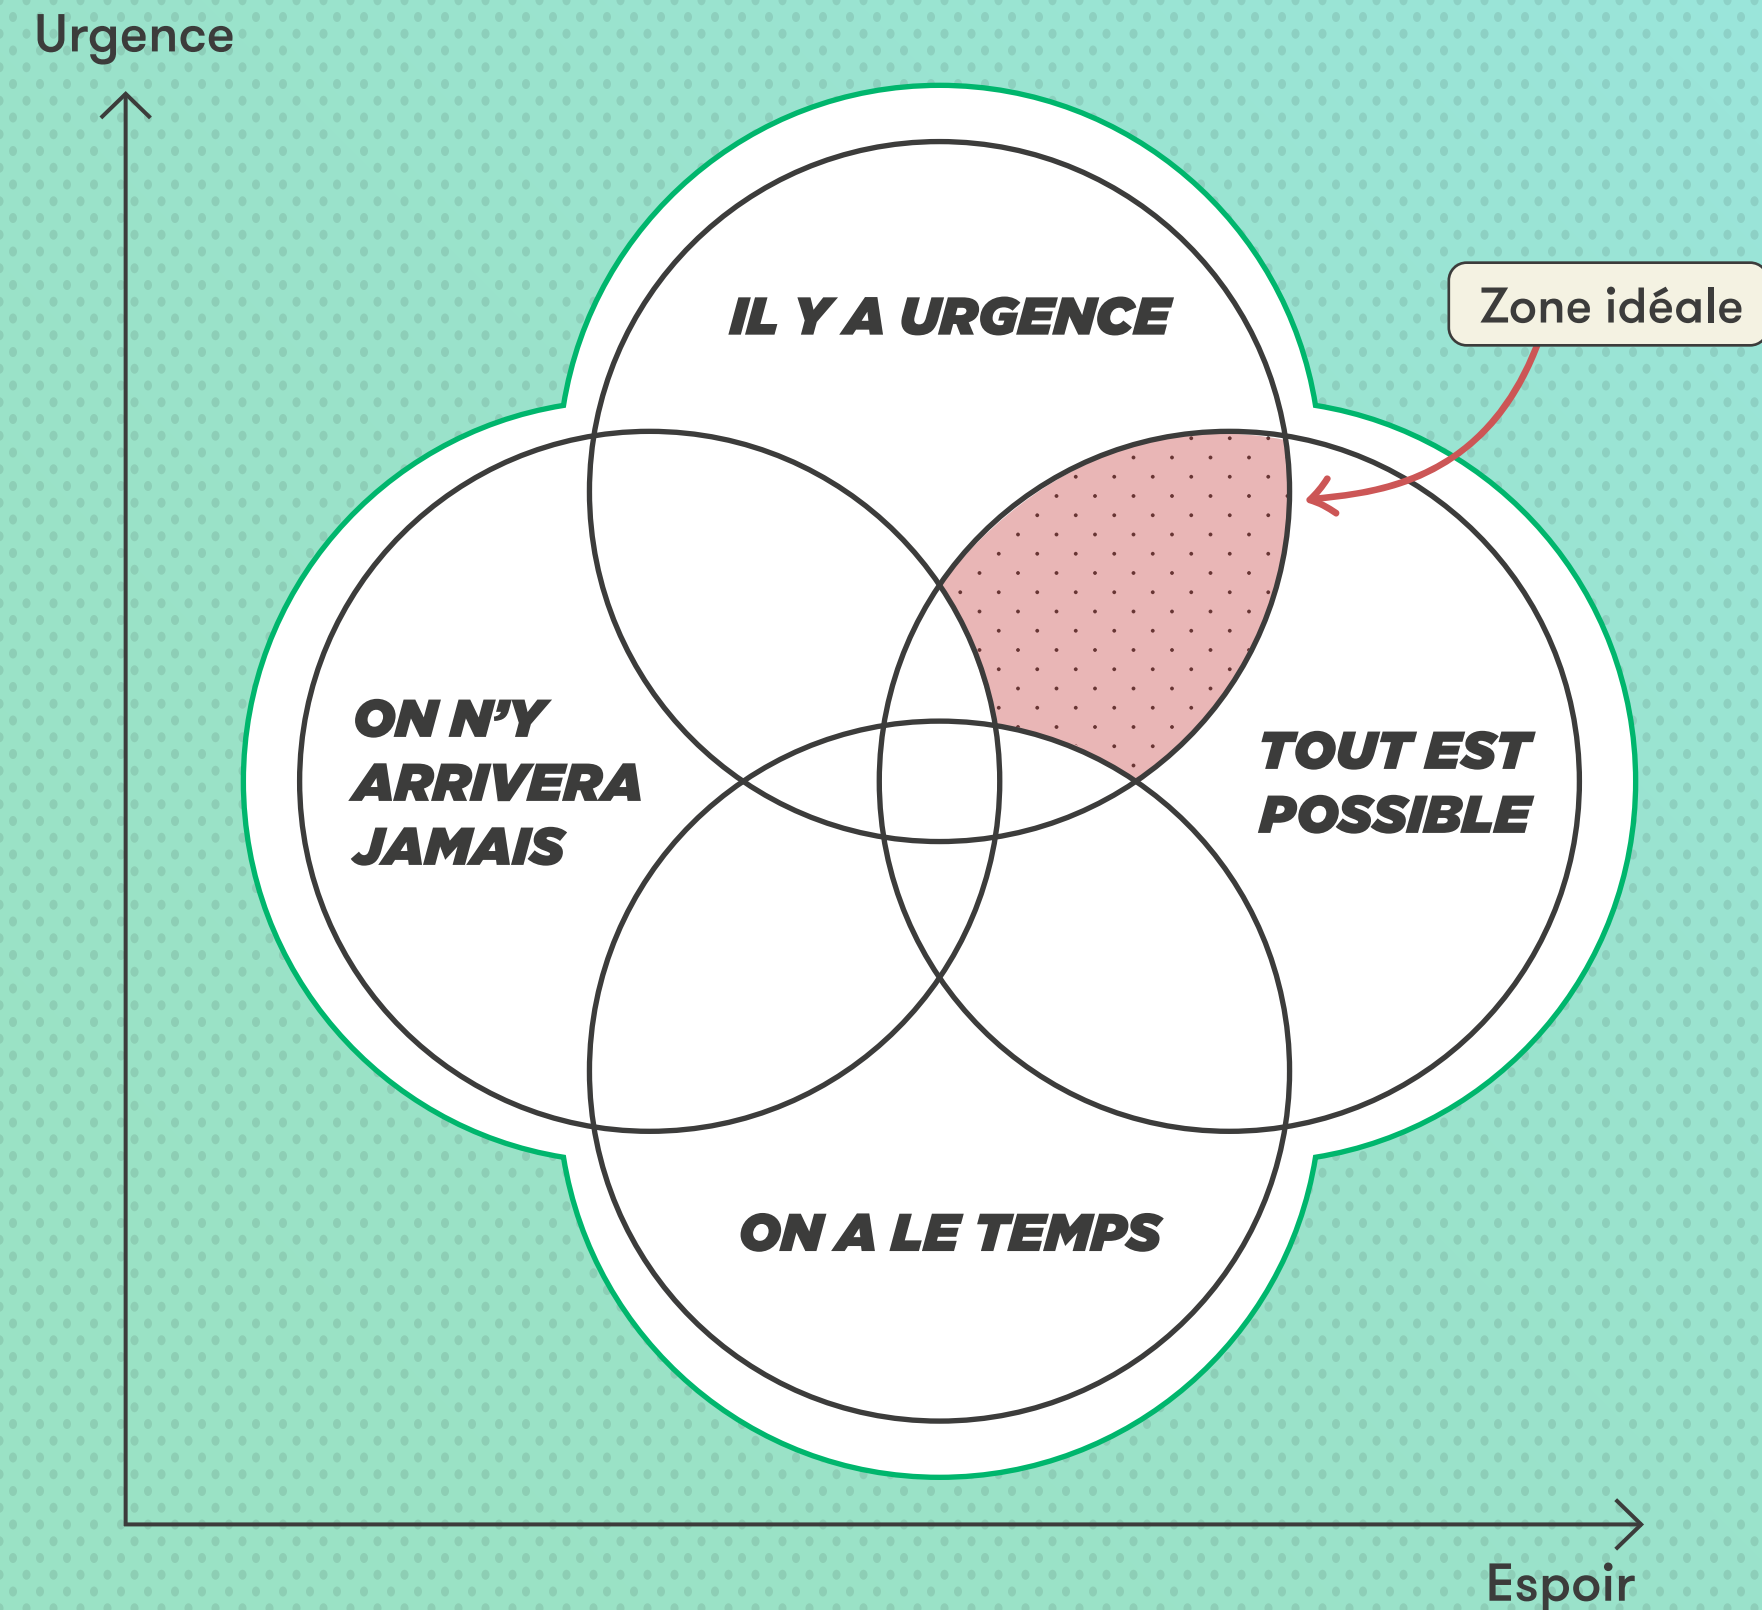 Urgence
IL Y A URGENCE
Zone idéale
ON N’Y
ARRIVERA
JAMAIS
TOUT EST
POSSIBLE
ON A LE TEMPS
Espoir